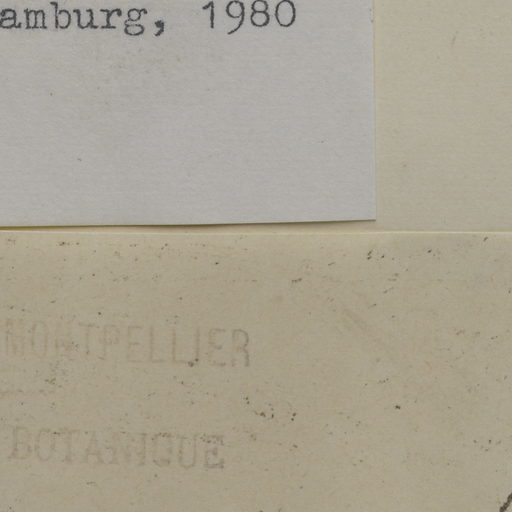 amburg, 1980
MONTPELLIER
BOTANIQUE